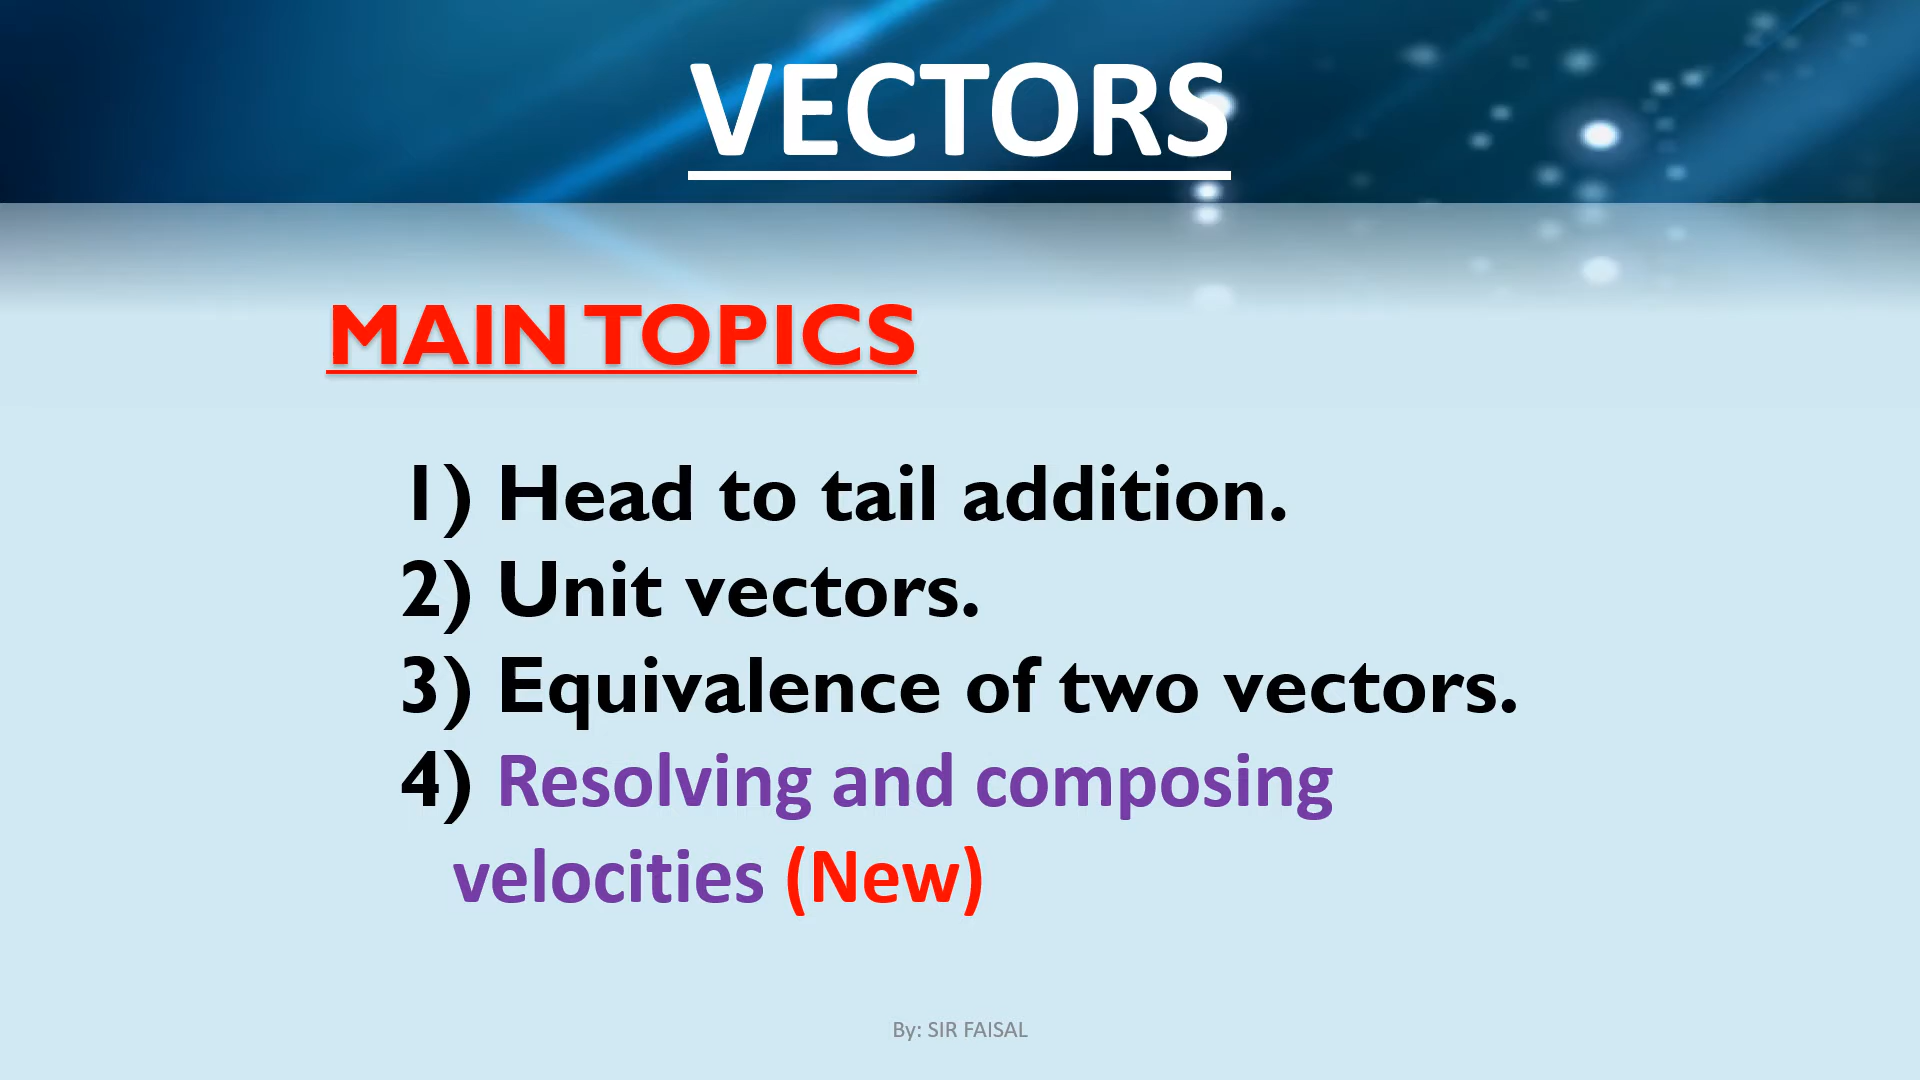 VECTORS
MAIN TOPICS
1) Head to tail addition.
2) Unit vectors.
3) Equivalence of two vectors.
4) Resolving and composing
velocities (New)
By: SIR FAISAL